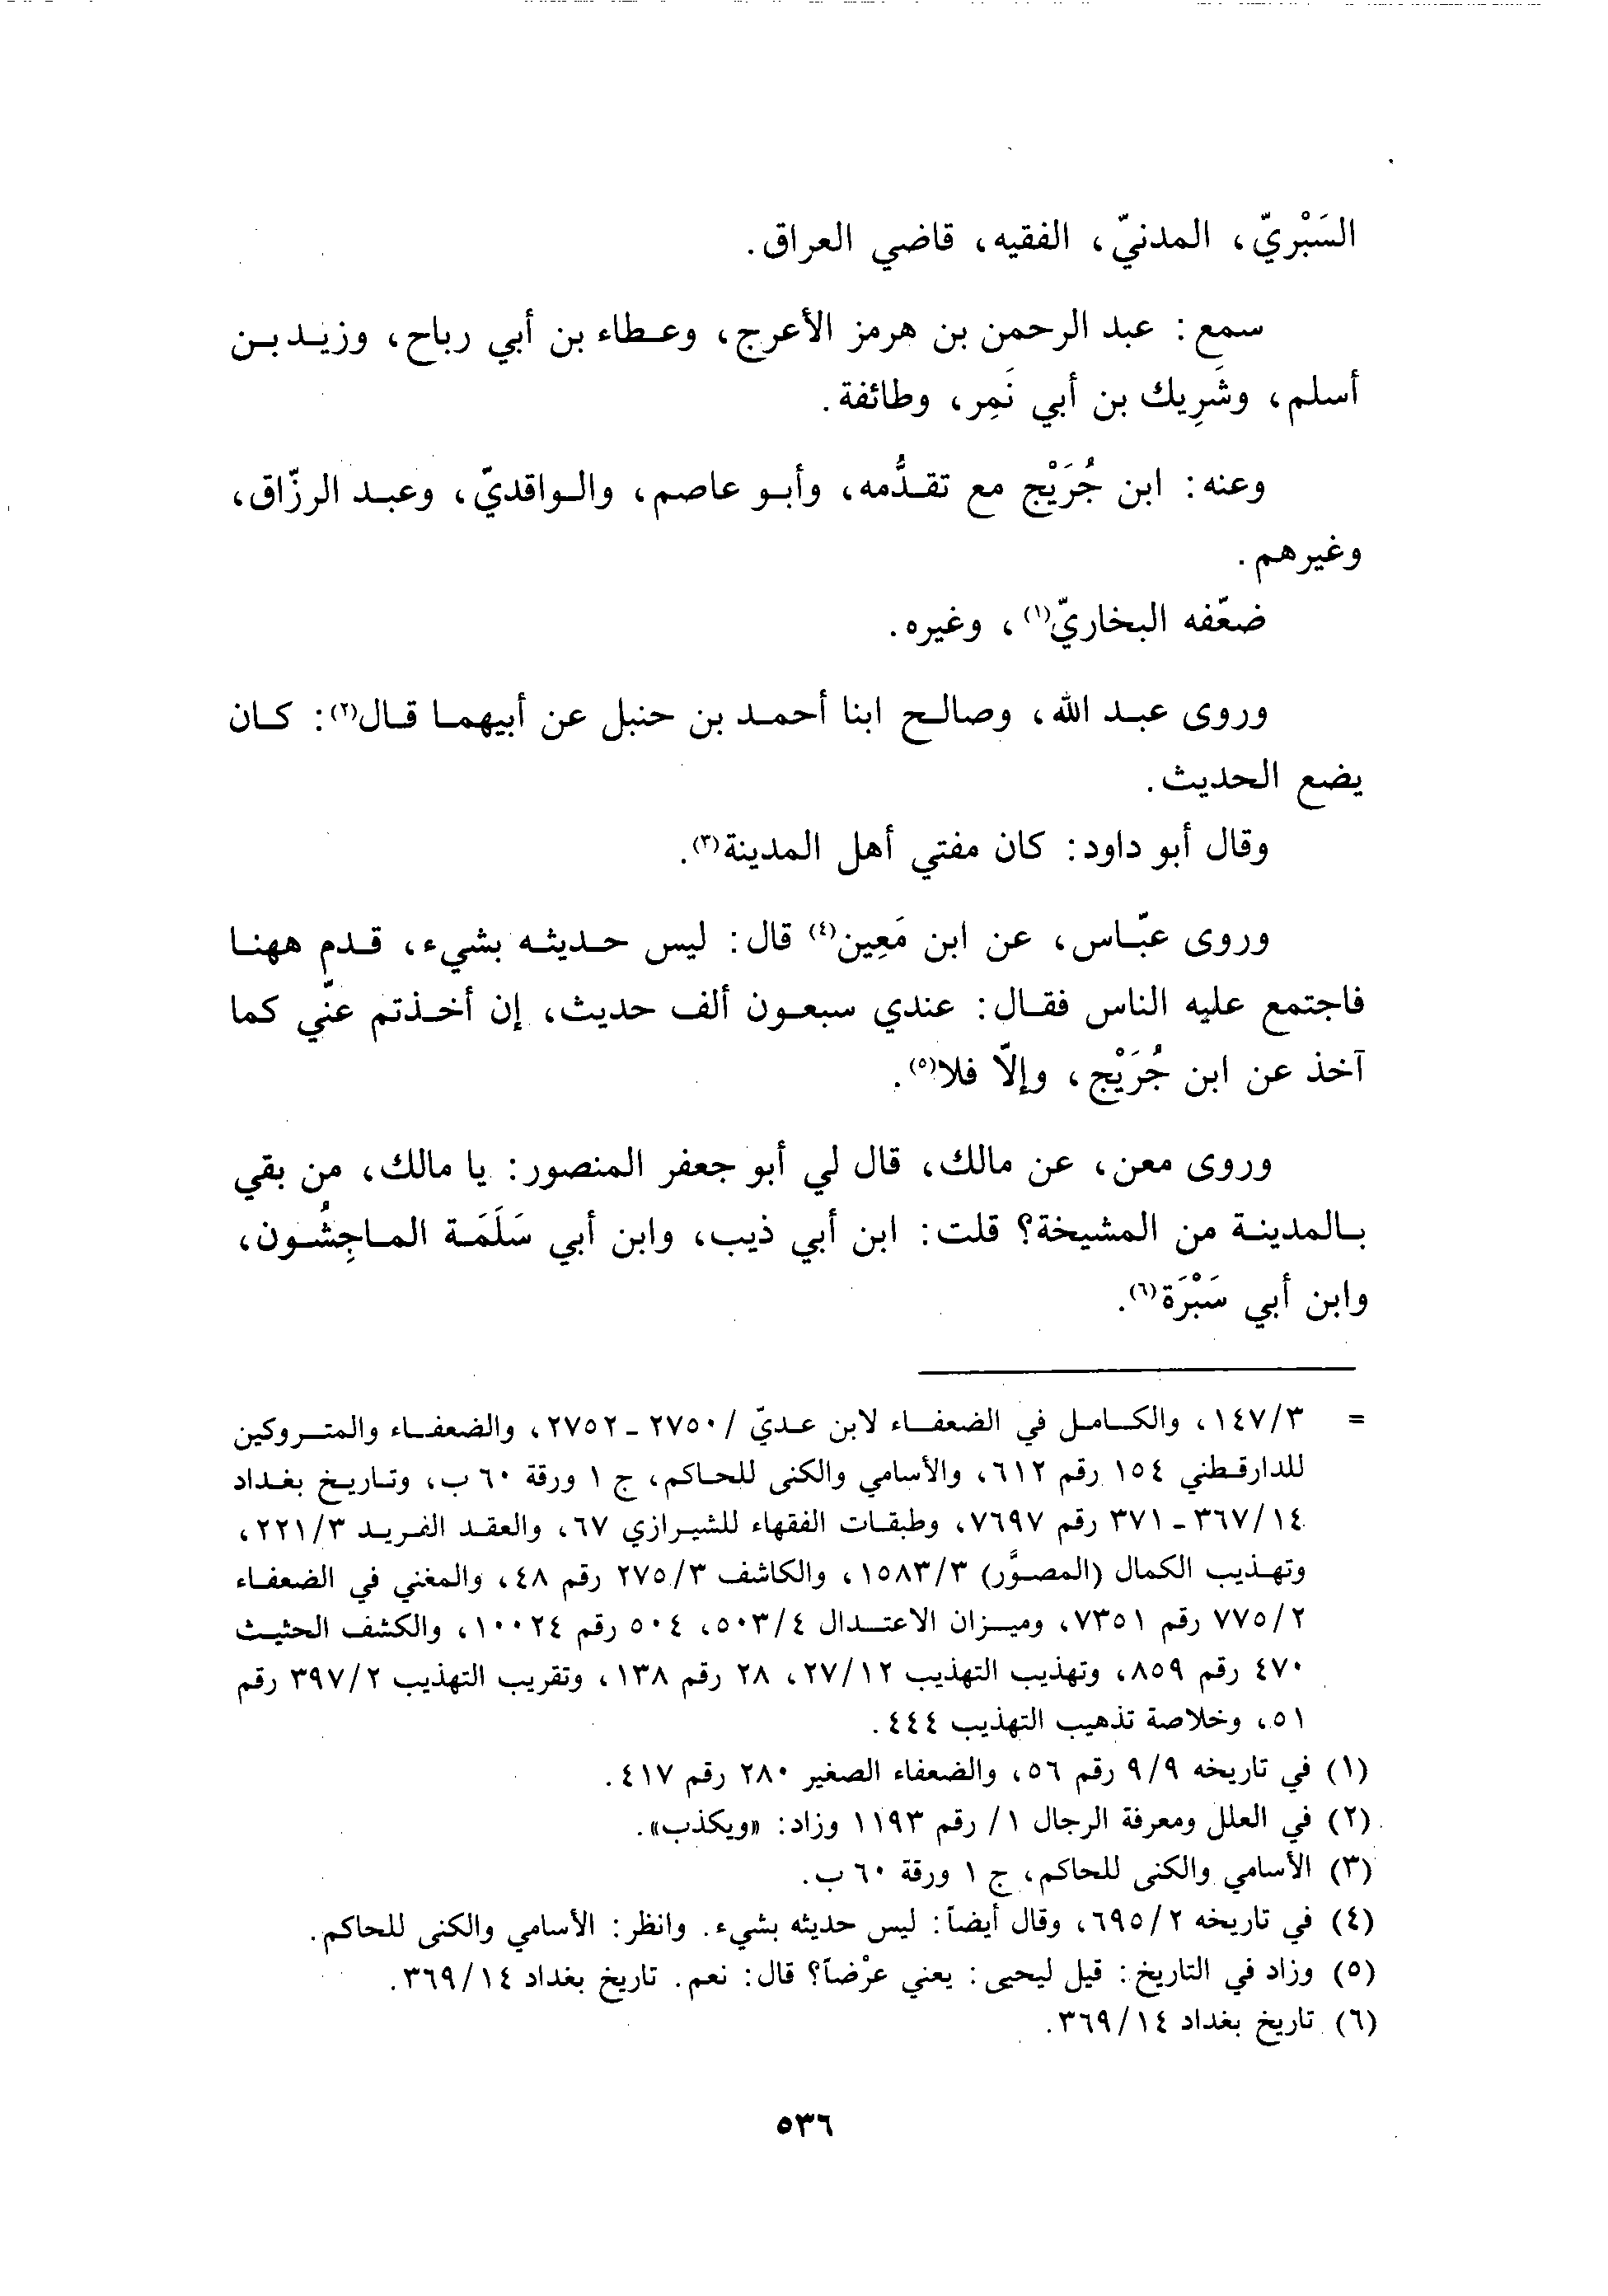 السَبْريّ، المدنيّ، الفقيه، قاضي العراق.
سمع: عبد الرحمن بن هرمز الأعرج، وعطاء بن أبي رباح، وزيد بن
أسلم، وشَرِيك بن أبي نَمِر، وطائفة.
وعنه: ابن جُرَيْج مع تقدُّمه، وأبو عاصم، والواقديّ، وعبد الرزّاق،
وغيرهم.
ضعّفه البخاريّ(١)، وغيره.
وروى عبد الله، وصالح ابنا أحمد بن حنبل عن أبيهما قال(٢): كان
يضع الحديث.
وقال أبو داود: كان مفتي أهل المدينة(٣).
وروى عبّاس، عن ابن مَعِين(٤) قال: ليس حديثه بشيء، قدم ههنا
فاجتمع عليه الناس فقال: عندي سبعون ألف حديث، إن أخذتم عنّي كما
آخذ عن ابن جُرَيْج، وإلّا فلا(٥).
وروى معن، عن مالك، قال لي أبو جعفر المنصور: يا مالك، من بقي
بالمدينة من المشيخة؟ قلت: ابن أبي ذيب، وابن أبي سَلَمَة الماجِشُون،
وابن أبي سَبْرَة(٦).
= ١٤٧/٣، والكامل في الضعفاء لابن عديّ /٢٧٥٠ ـ ٢٧٥٢، والضعفاء والمتروكين
للدارقطني ١٥٤ رقم ٦١٢، والأسامي والكنى للحاكم، ج ١ ورقة ٦٠ ب، وتاريخ بغداد
٣٦٧/١٤ ـ ٣٧١ رقم ٧٦٩٧، وطبقات الفقهاء للشيرازي ٦٧، والعقد الفريد ٢٢١/٣،
وتهذيب الكمال (المصوَّر) ١٥٨٣/٣، والكاشف ٢٧٥/٣ رقم ٤٨، والمغني في الضعفاء
٧٧٥/٢ رقم ٧٣٥١، وميزان الاعتدال ٥٠٣/٤، ٥٠٤ رقم ١٠٠٢٤، والكشف الحثيث
٤٧٠ رقم ٨٥٩، وتهذيب التهذيب ٢٧/١٢، ٢٨ رقم ١٣٨، وتقريب التهذيب ٣٩٧/٢ رقم
٥١، وخلاصة تذهيب التهذيب ٤٤٤.
(١) في تاريخه ٩/٩ رقم ٥٦، والضعفاء الصغير ٢٨٠ رقم ٤١٧.
(٢) في العلل ومعرفة الرجال ١/ رقم ١١٩٣ وزاد: «ويكذب».
(٣) الأسامي والكنى للحاكم، ج ١ ورقة ٦٠ ب.
(٤) في تاريخه ٦٩٥/٢، وقال أيضاً: ليس حديثه بشيء. وانظر: الأسامي والكنى للحاكم.
(٥) وزاد في التاريخ: قيل ليحيى: يعني عرْضاً؟ قال: نعم. تاريخ بغداد ٣٦٩/١٤.
(٦) تاريخ بغداد ٣٦٩/١٤.
٥٣٦